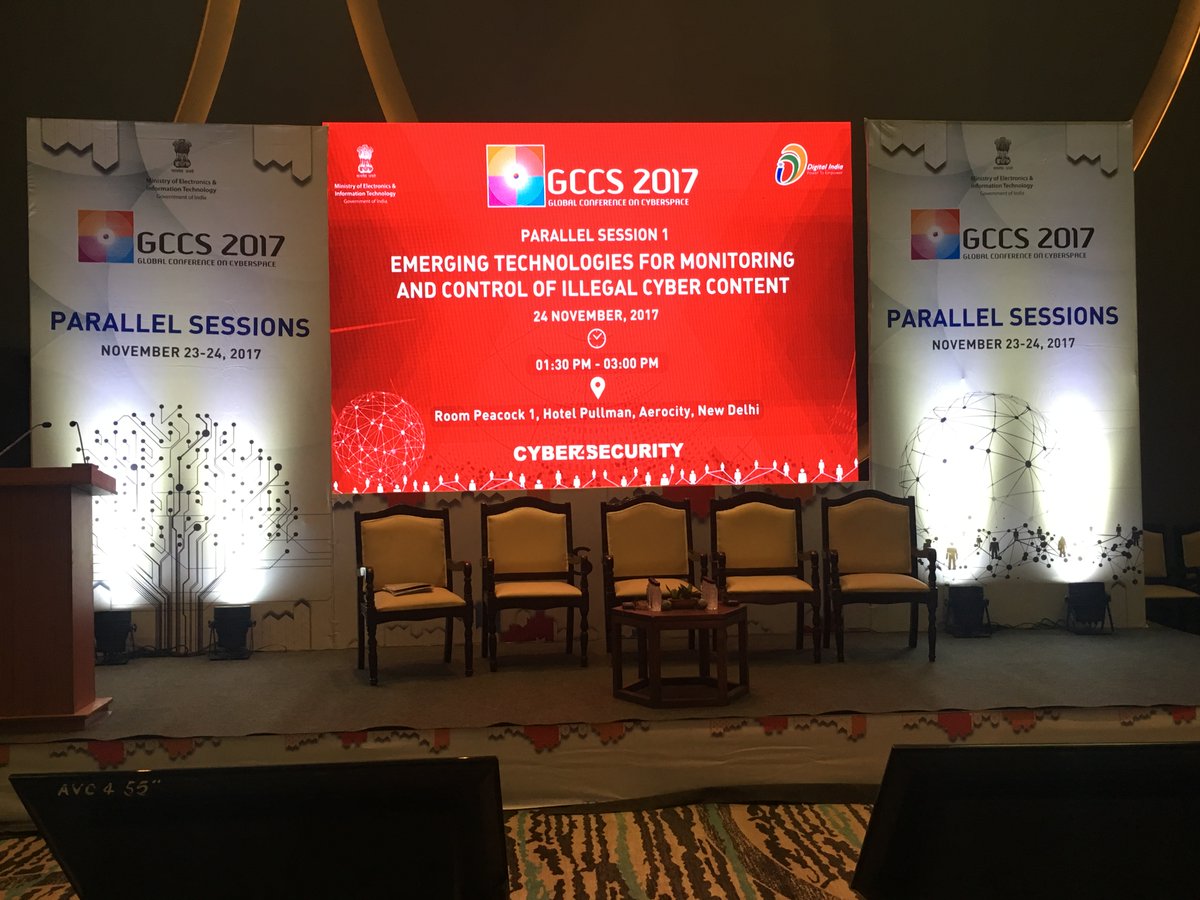 Ministry of Electronics &
Information Technology
Government of India
GCCS 2017
GLOBAL CONFERENCE ON CYBERSPACE
PARALLEL SESSIONS
NOVEMBER 23-24, 2017
Ministry of Electronics &
Information Technology
Government of India
GCCS 2017
GLOBAL CONFERENCE ON CYBERSPACE
Digital India
Power To Empower
PARALLEL SESSION 1
EMERGING TECHNOLOGIES FOR MONITORING
AND CONTROL OF ILLEGAL CYBER CONTENT
24 NOVEMBER, 2017
01:30 PM - 03:00 PM
Room Peacock 1, Hotel Pullman, Aerocity, New Delhi
CYBER4SECURITY
Ministry of Electronics &
Information Technology
Government of India
GCCS 2017
GLOBAL CONFERENCE ON CYBERSPACE
PARALLEL SESSIONS
NOVEMBER 23-24, 2017
AVC 4 55"